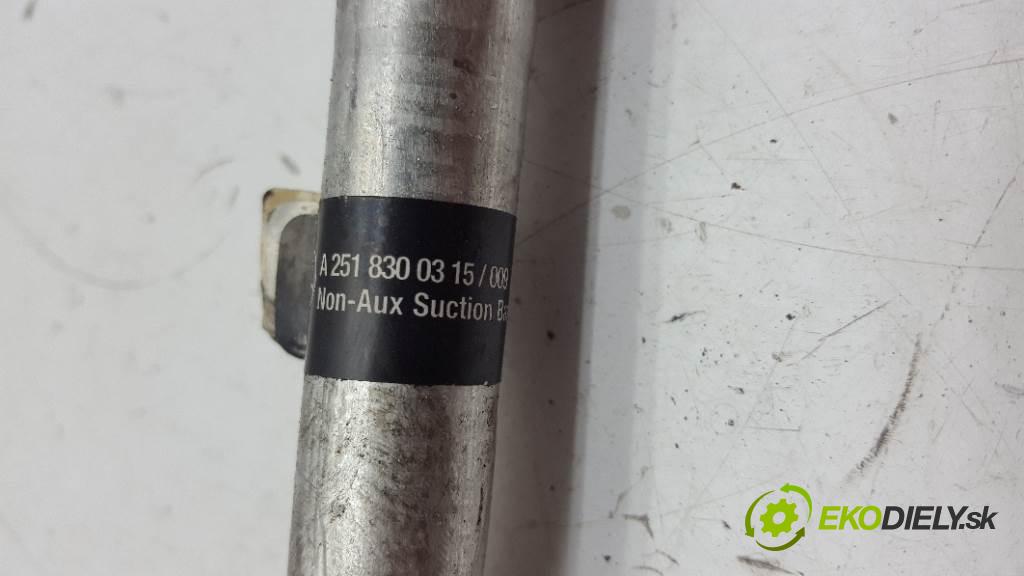 A 251 830 03 15 / 009
Non-Aux Suction
EKODIELY.sk